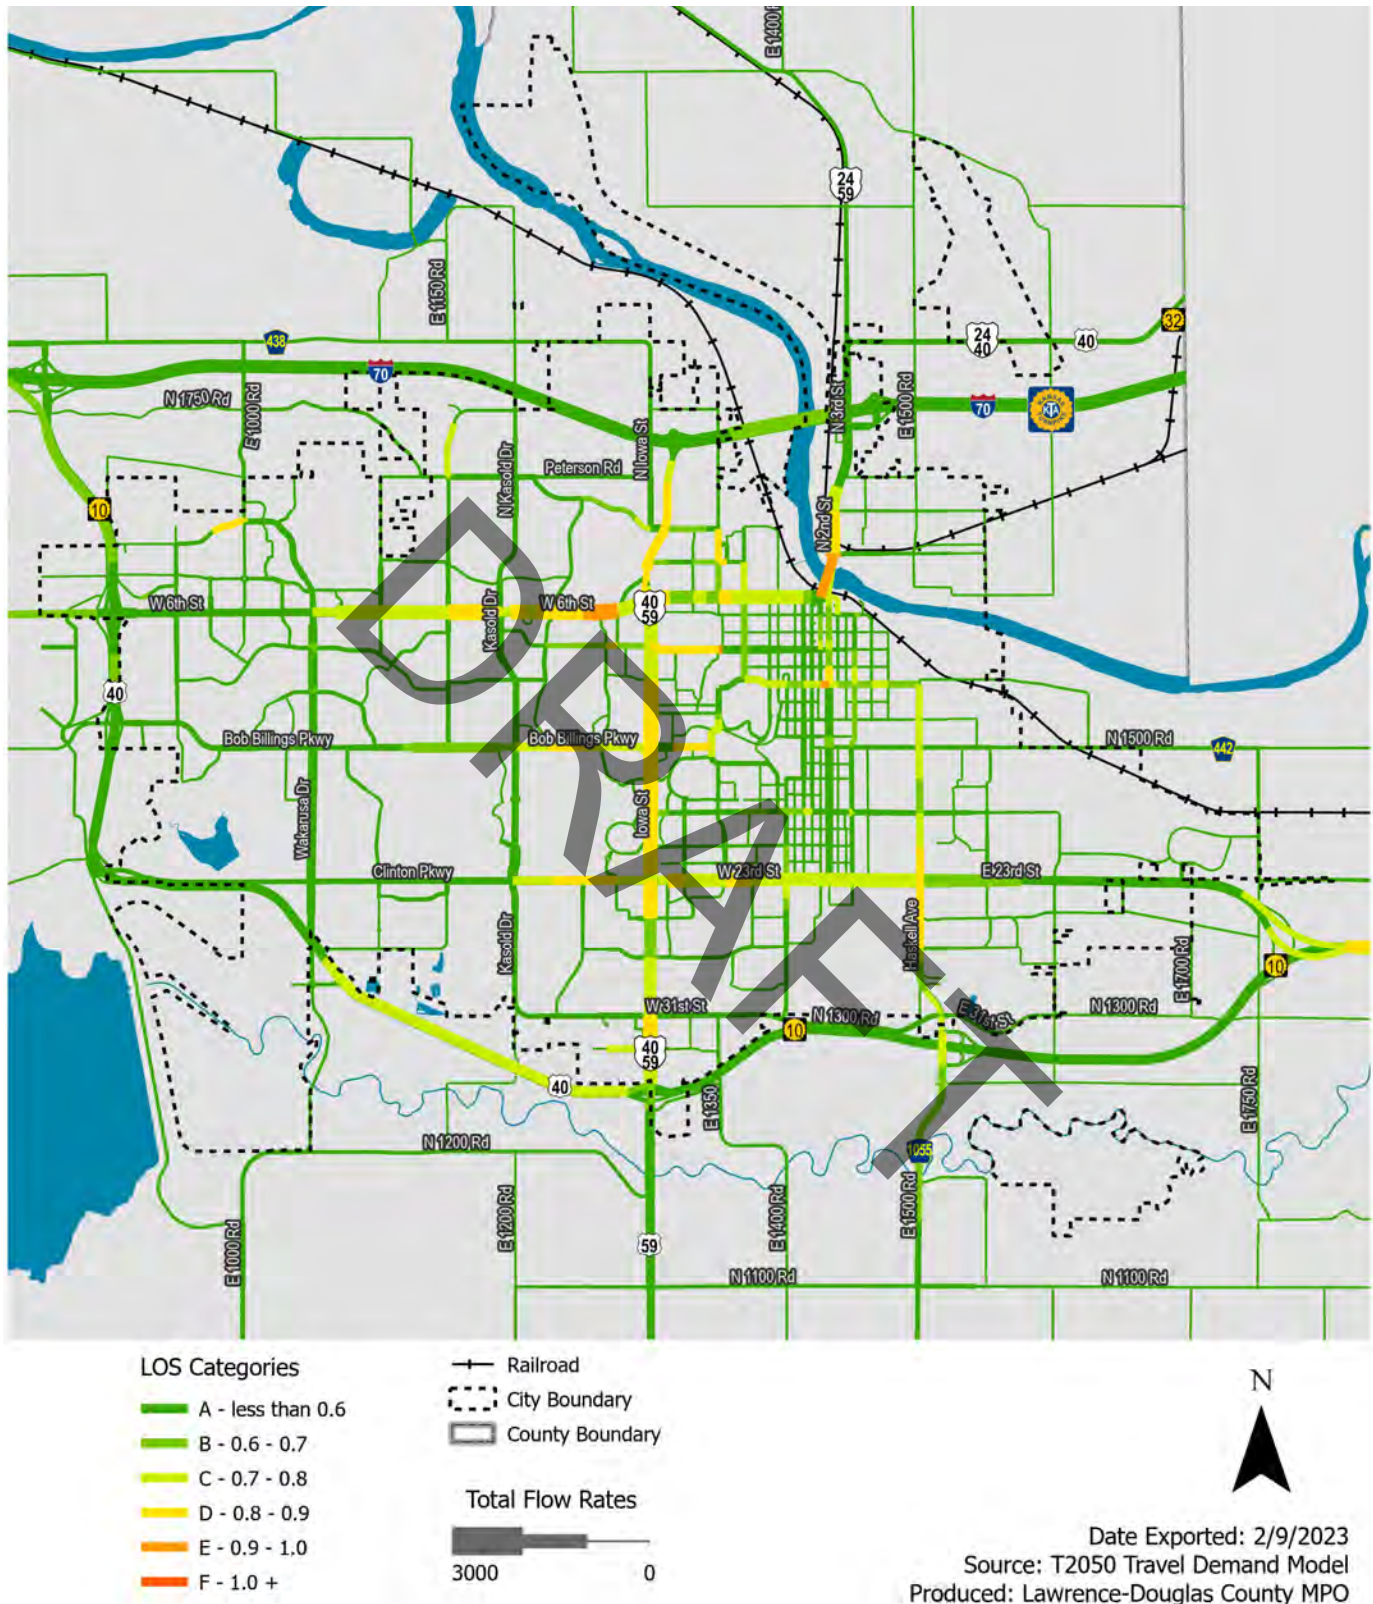 E 1400 R
24
59
E 1150 Rd
438
24
40
40
32
70
N 1750 Rd
E 1000 Rd
N 3rd St
E 1500 Rd
70
KANSAS
KTA
TURNPIKE
N Iowa St
N Kasold Dr
Peterson Rd
10
N 2nd St
W 6th St
W 6th St
40
59
Kasold Dr
40
Bob Billings Pkwy
Bob Billings Pkwy
N 1500 Rd
442
Wakarusa Dr
Iowa St
Clinton Pkwy
W 23rd St
E 23rd St
Kasold Dr
Haskell Ave
E 1700 Rd
10
W 31st St
N 1300 Rd
E 31st St
N 1300 Rd
10
40
59
40
E 1350
E 1750 Rd
N 1200 Rd
1055
E 1000 Rd
E 1200 Rd
59
E 1400 Rd
E 1500 Rd
N 1100 Rd
N 1100 Rd
DRAFT
LOS Categories
A - less than 0.6
B - 0.6 - 0.7
C - 0.7 - 0.8
D - 0.8 - 0.9
E - 0.9 - 1.0
F - 1.0 +
Railroad
City Boundary
County Boundary
Total Flow Rates
3000
0
N
Date Exported: 2/9/2023
Source: T2050 Travel Demand Model
Produced: Lawrence-Douglas County MPO